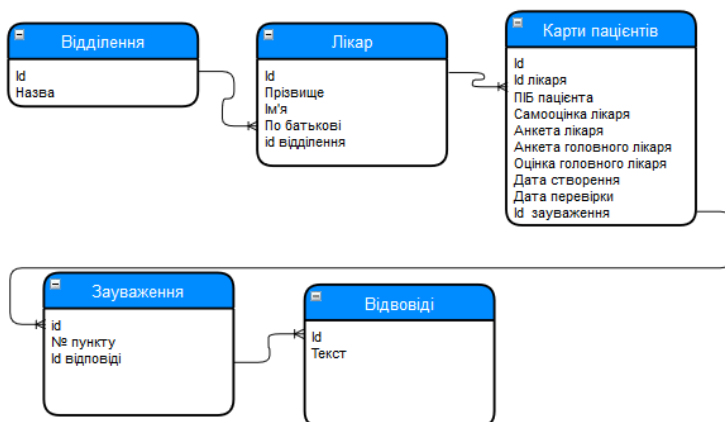 Відділення
Id
Назва
Лікар
Id
Прізвище
Ім'я
По батькові
id відділення
Карти пацієнтів
Id
Id лікаря
ПІБ пацієнта
Самооцінка лікаря
Анкета лікаря
Анкета головного лікаря
Оцінка головного лікаря
Дата створення
Дата перевірки
Id зауваження
Зауваження
id
№ пункту
Id відповіді
Відвовіді
Id
Текст